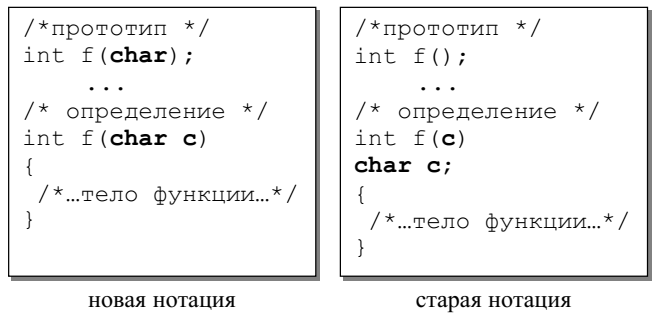 /*прототип */
int f(char);
...
/* определение */
int f(char c)
{
/*…тело функции…*/
}
новая нотация
/*прототип */
int f();
...
/* определение */
int f(c)
char c;
{
/*…тело функции…*/
}
старая нотация